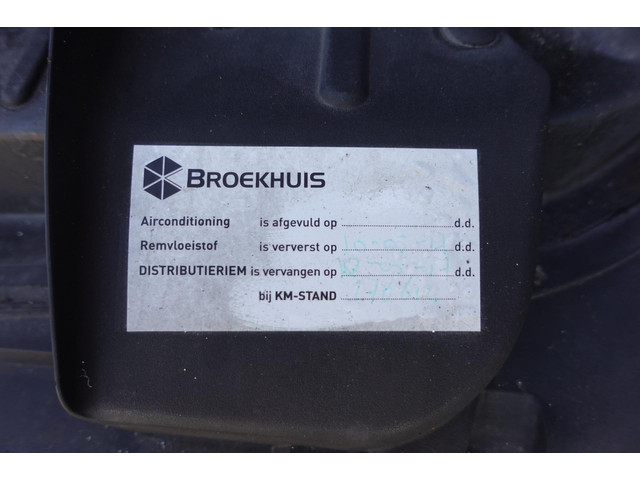 BROEKHUIS
Airconditioning is afgevuld op ........................ d.d.
Remvloeistof is ververst op ........................ d.d.
DISTRIBUTIERIEM is vervangen op ........................ d.d.
bij KM-STAND ........................